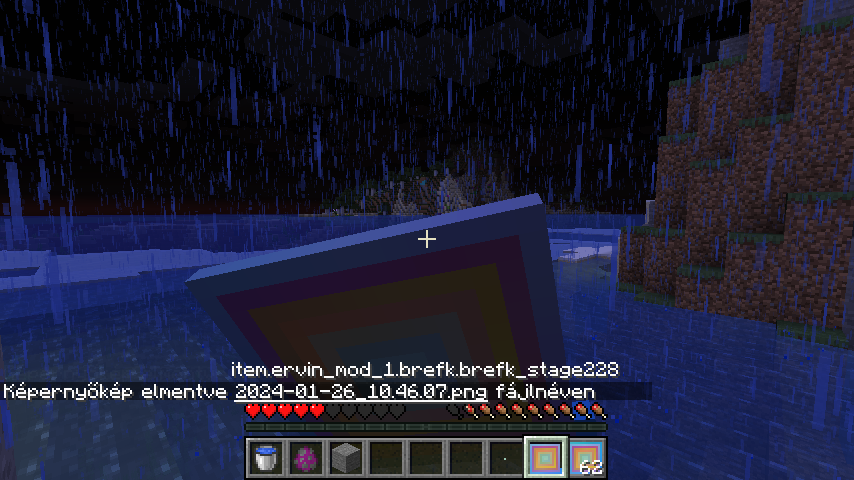 item.ervin_mod_1.brefk.brefk_stage228
Képernyőkép elmentve 2024-01-26_10.46.07.png fájlnéven
62